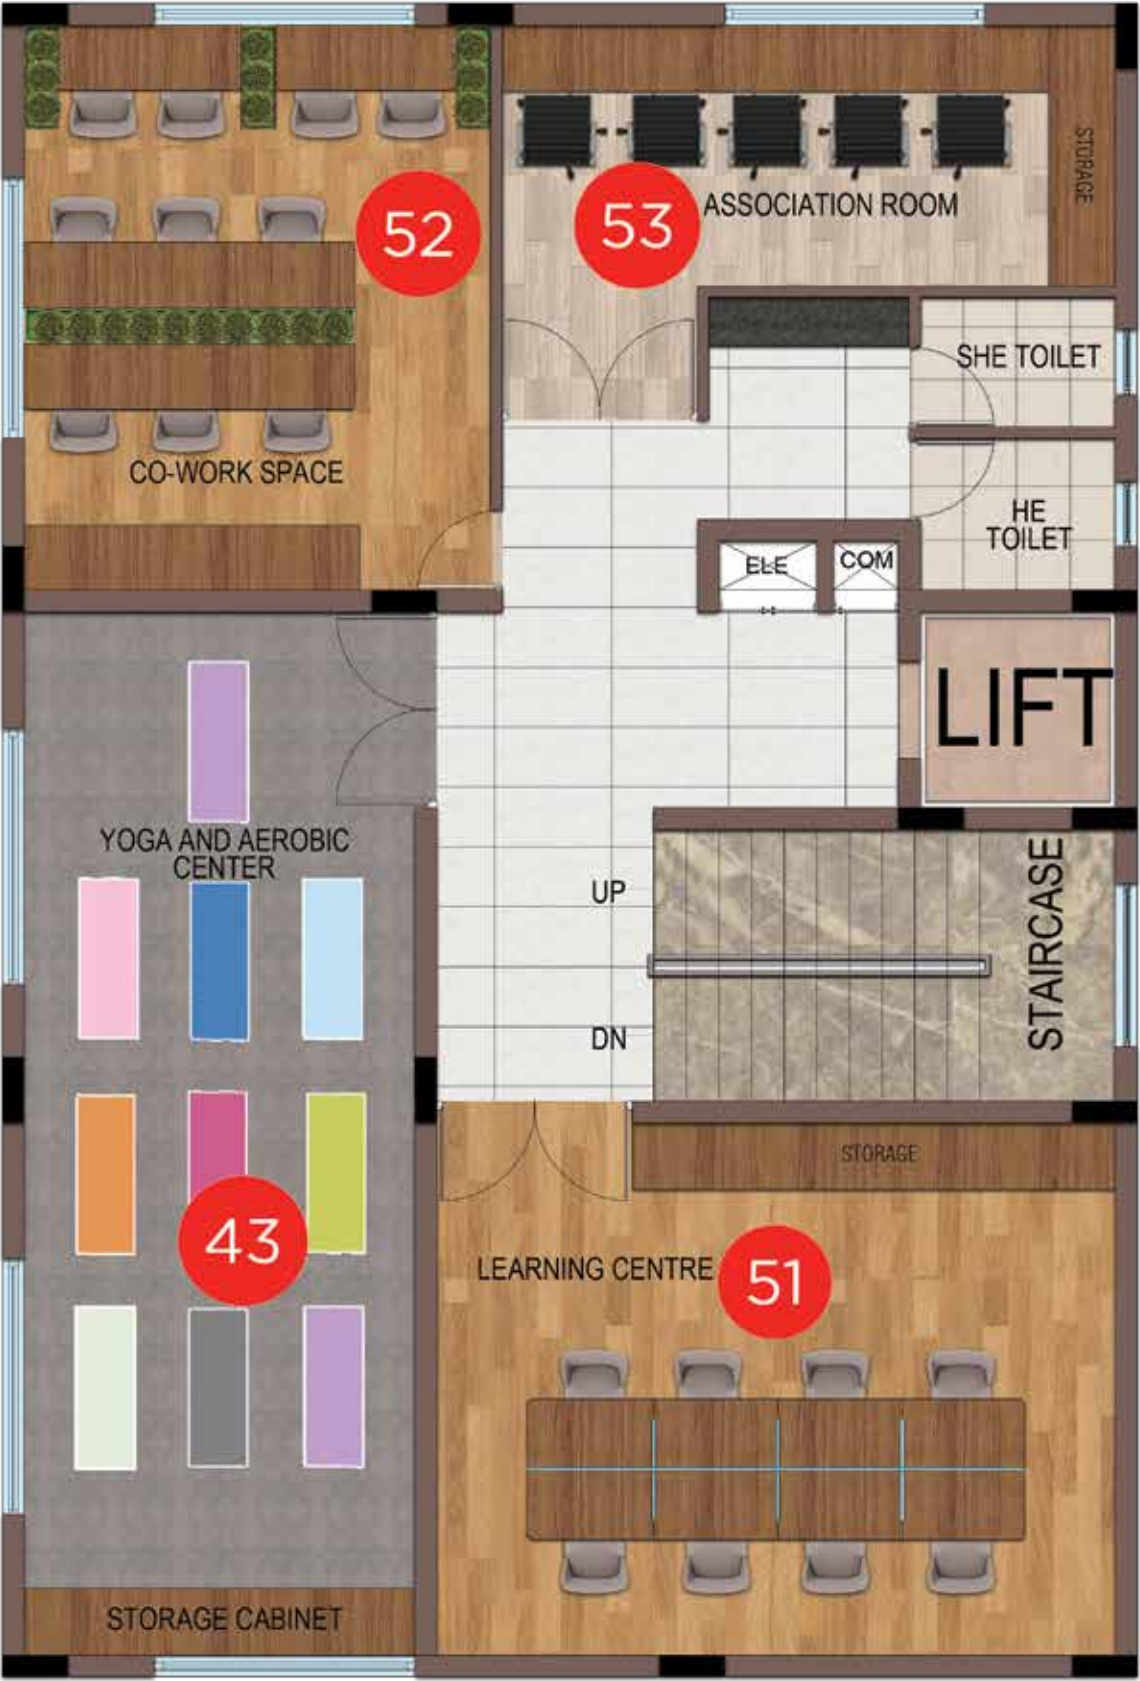 52
53
ASSOCIATION ROOM
STORAGE
SHE TOILET
CO-WORK SPACE
HE
TOILET
ELE
COM
LIFT
YOGA AND AEROBIC
CENTER
UP
STAIRCASE
DN
STORAGE
43
LEARNING CENTRE
51
STORAGE CABINET